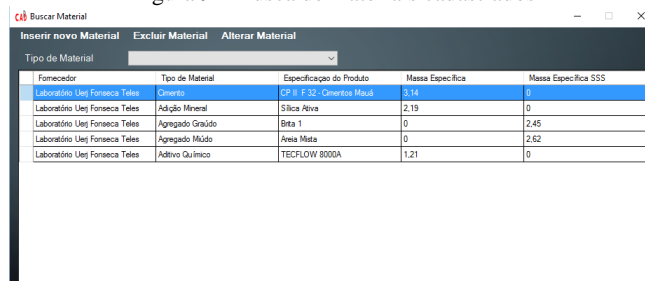 CAD Buscar Material
Inserir novo Material Excluir Material Alterar Material
Tipo de Material
Fornecedor Tipo de Material Especificaçao do Produto Massa Específica Massa Específica SSS
Laboratório Uerj Fonseca Teles Cimento CP II F 32 - Cimentos Mauá 3,14 0
Laboratório Uerj Fonseca Teles Adição Mineral Sílica Ativa 2,19 0
Laboratório Uerj Fonseca Teles Agregado Graúdo Brita 1 0 2,45
Laboratório Uerj Fonseca Teles Agregado Miúdo Areia Mista 0 2,62
Laboratório Uerj Fonseca Teles Aditivo Químico TECFLOW 8000A 1,21 0